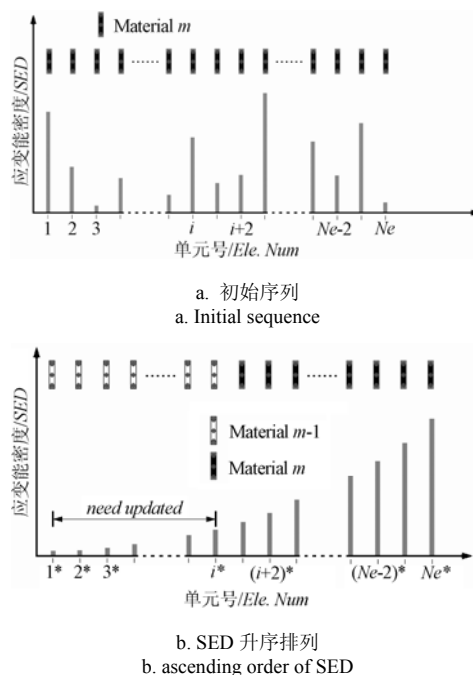 Material m
应变能密度/SED
1 2 3 i i+2 Ne-2 Ne
单元号/Ele. Num
a. 初始序列
a. Initial sequence
Material m-1
Material m
应变能密度/SED
need updated
1* 2* 3* i* (i+2)* (Ne-2)* Ne*
单元号/Ele. Num
b. SED 升序排列
b. ascending order of SED